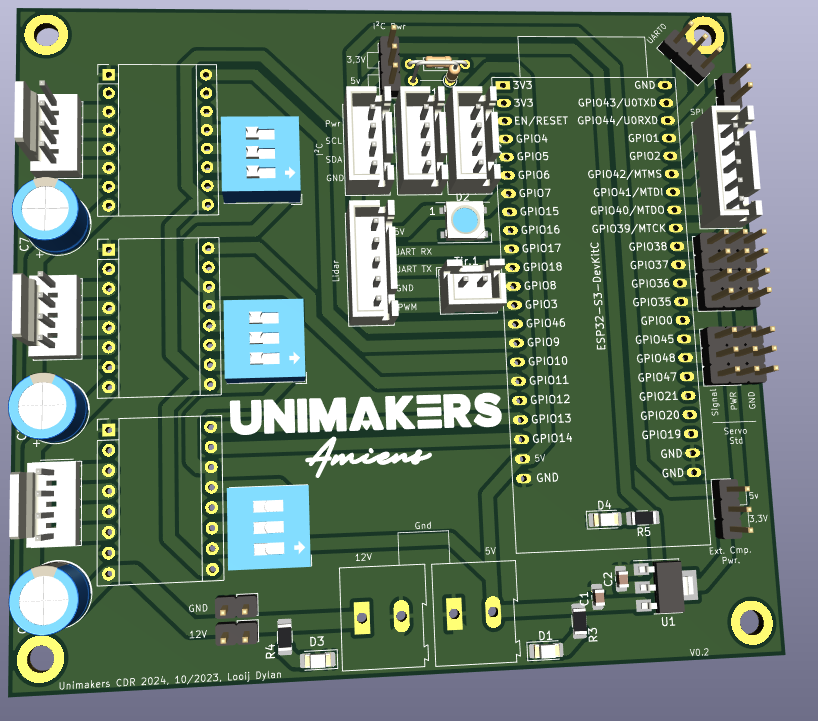 I²C Pwr
3,3V
5v
UART0
SPI
Pwr
SCL
SDA
GND
I²C
3V3
3V3
EN/RESET
GPIO4
GPIO5
GPIO6
GPIO7
GPIO15
GPIO16
GPIO17
GPIO18
GPIO8
GPIO3
GPIO46
GPIO9
GPIO10
GPIO11
GPIO12
GPIO13
GPIO14
5V
GND
ESP32-S3-DevKitC
GND
GPIO43/U0TXD
GPIO44/U0RXD
GPIO1
GPIO2
GPIO42/MTMS
GPIO41/MTDI
GPIO40/MTDO
GPIO39/MTCK
GPIO38
GPIO37
GPIO36
GPIO35
GPIO0
GPIO45
GPIO48
GPIO47
GPIO21
GPIO20
GPIO19
GND
GND
D2
1
Lidar
5V
UART RX
UART TX
GND
PWM
Tir.1
C7
+
+
UNIMAKERS
Amiens
Signal
PWR
GND
Servo
Std
5v
3,3V
Ext. Cmp.
Pwr.
D4
R5
Gnd
12V
5V
GND
12V
R4
D3
D1
R3
C1
C2
U1
V0.2
Unimakers CDR 2024, 10/2023, Looij Dylan